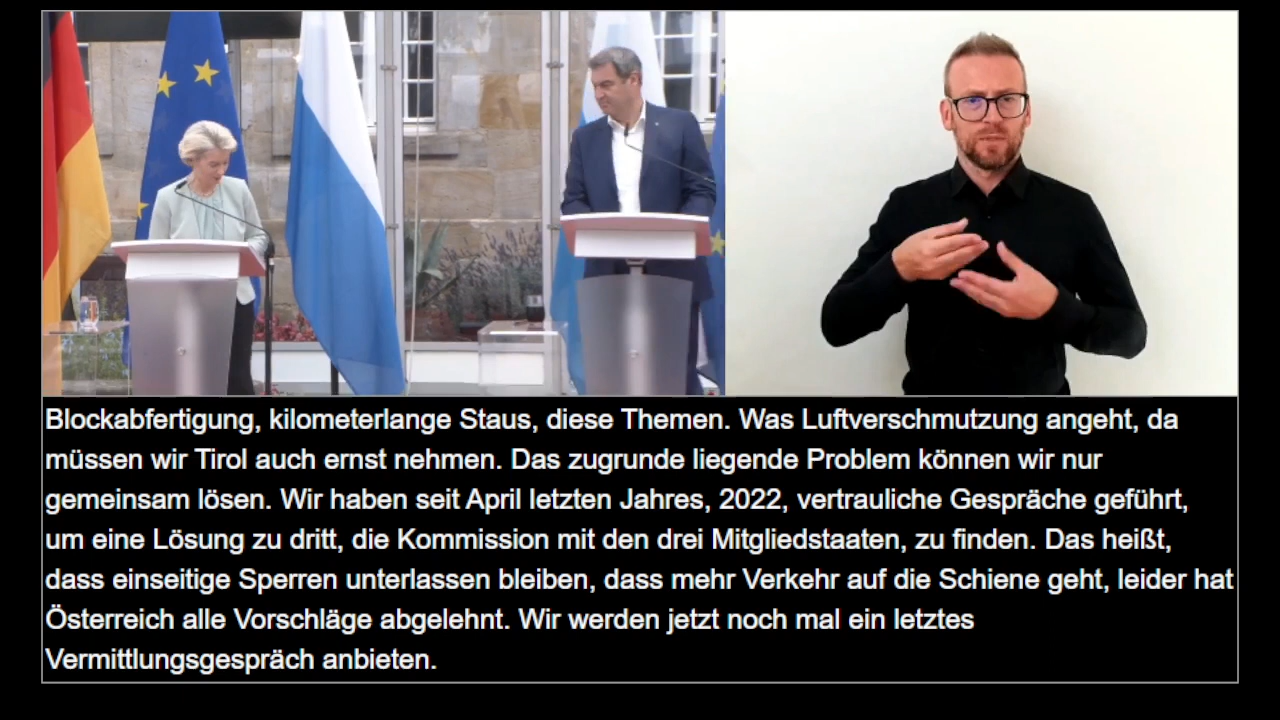 Blockabfertigung, kilometerlange Staus, diese Themen. Was Luftverschmutzung angeht, da
müssen wir Tirol auch ernst nehmen. Das zugrunde liegende Problem können wir nur
gemeinsam lösen. Wir haben seit April letzten Jahres, 2022, vertrauliche Gespräche geführt,
um eine Lösung zu dritt, die Kommission mit den drei Mitgliedstaaten, zu finden. Das heißt,
dass einseitige Sperren unterlassen bleiben, dass mehr Verkehr auf die Schiene geht, leider hat
Österreich alle Vorschläge abgelehnt. Wir werden jetzt noch mal ein letztes
Vermittlungsgespräch anbieten.